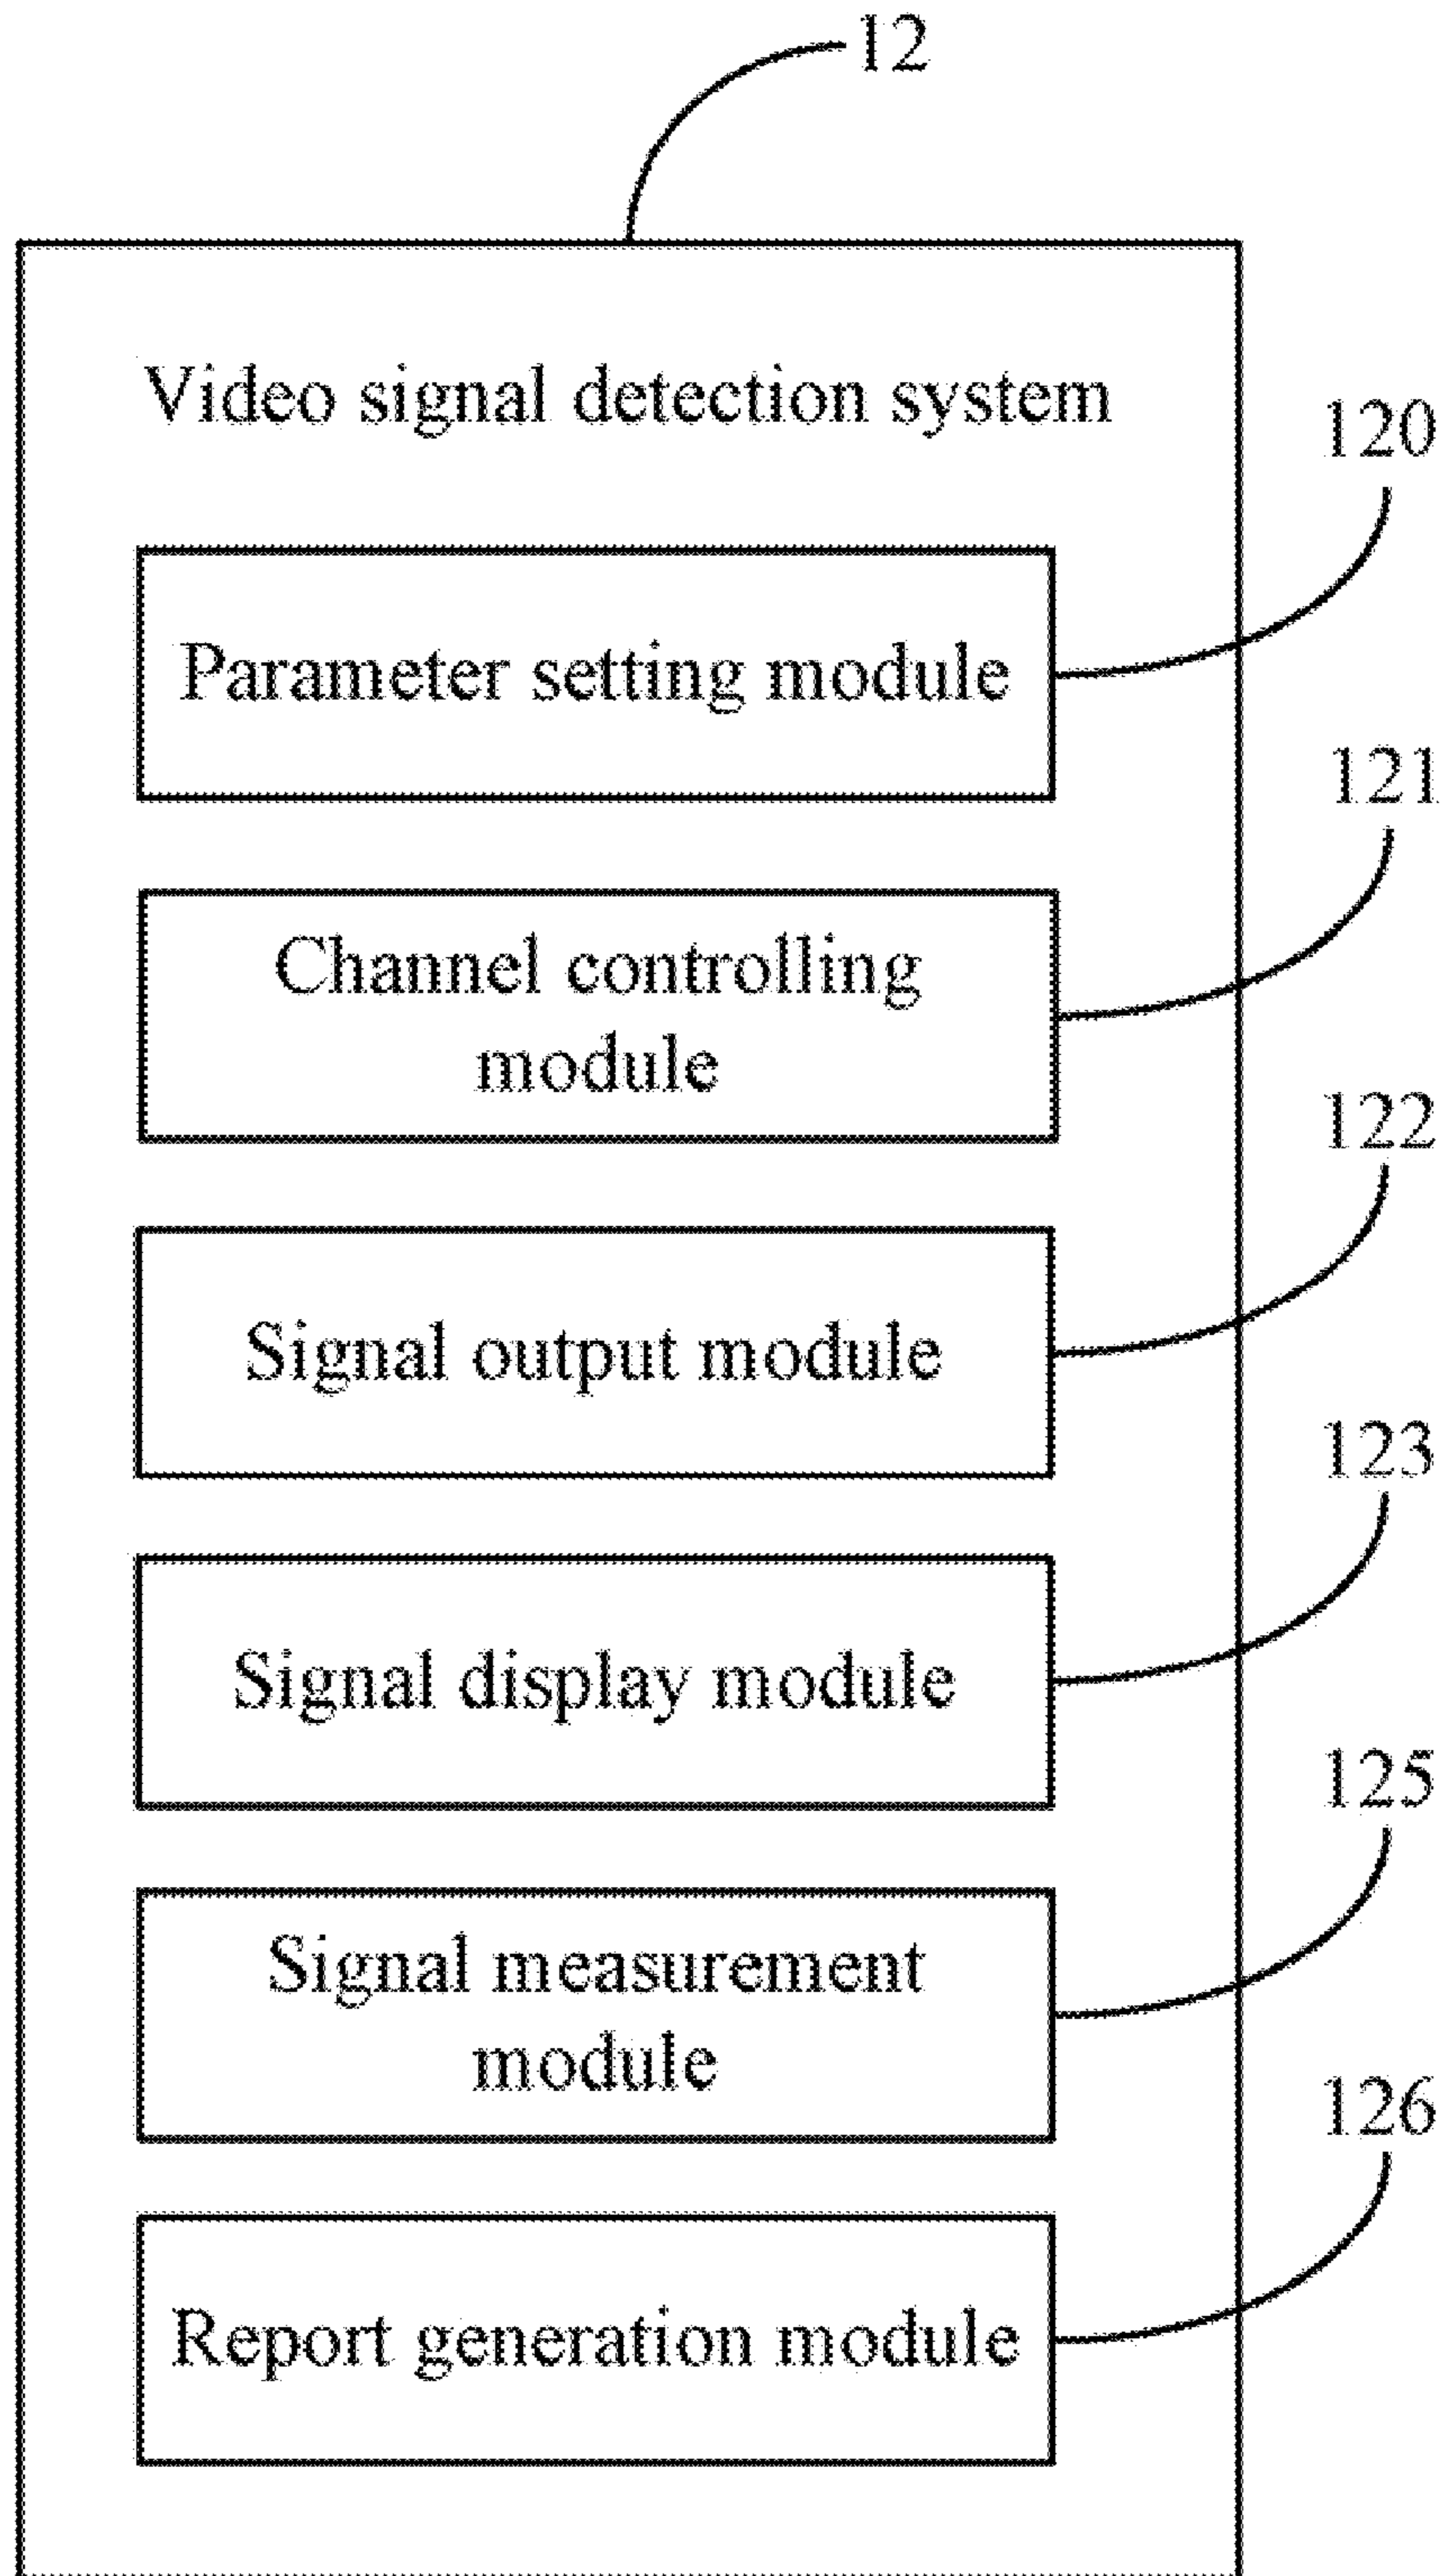 12
Video signal detection system
120
Parameter setting module
121
Channel controlling
module
122
Signal output module
123
Signal display module
125
Signal measurement
module
126
Report generation module